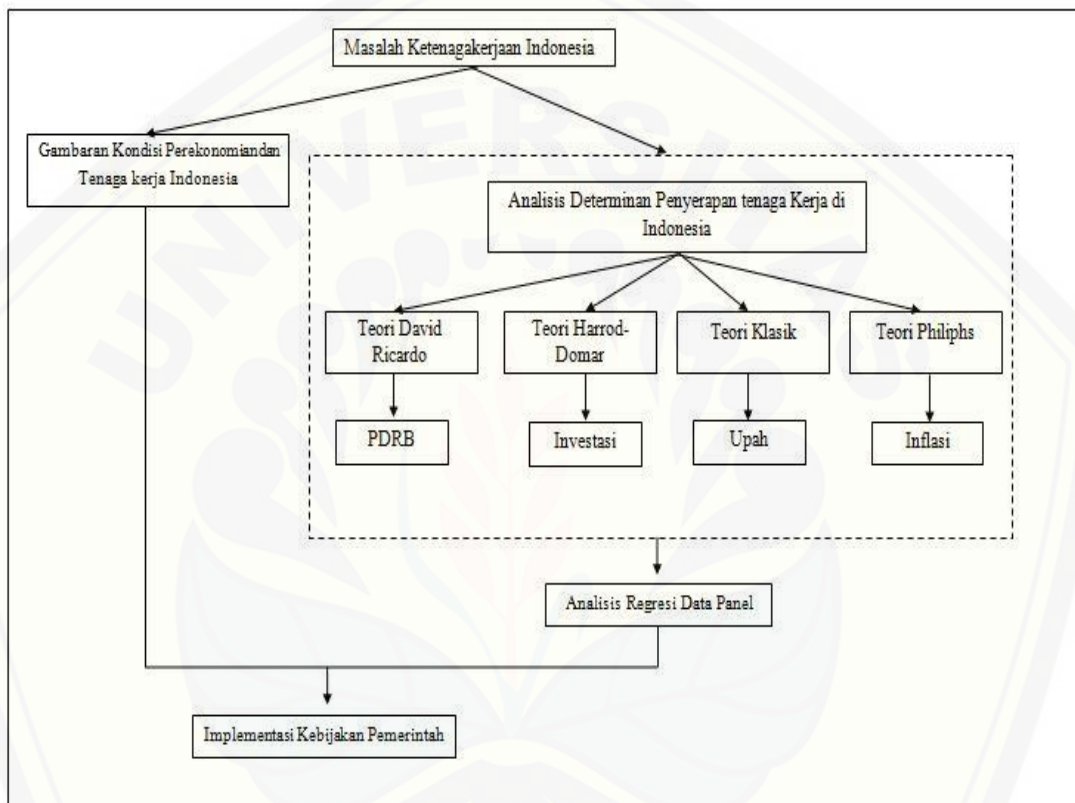 Masalah Ketenagakerjaan Indonesia
Gambaran Kondisi Perekonomiandan
Tenaga kerja Indonesia
Analisis Determinan Penyerapan tenaga Kerja di
Indonesia
Teori David
Ricardo
Teori Harrod-
Domar
Teori Klasik
Teori Philiphs
PDRB
Investasi
Upah
Inflasi
Analisis Regresi Data Panel
Implementasi Kebijakan Pemerintah
UNIVERSITAS